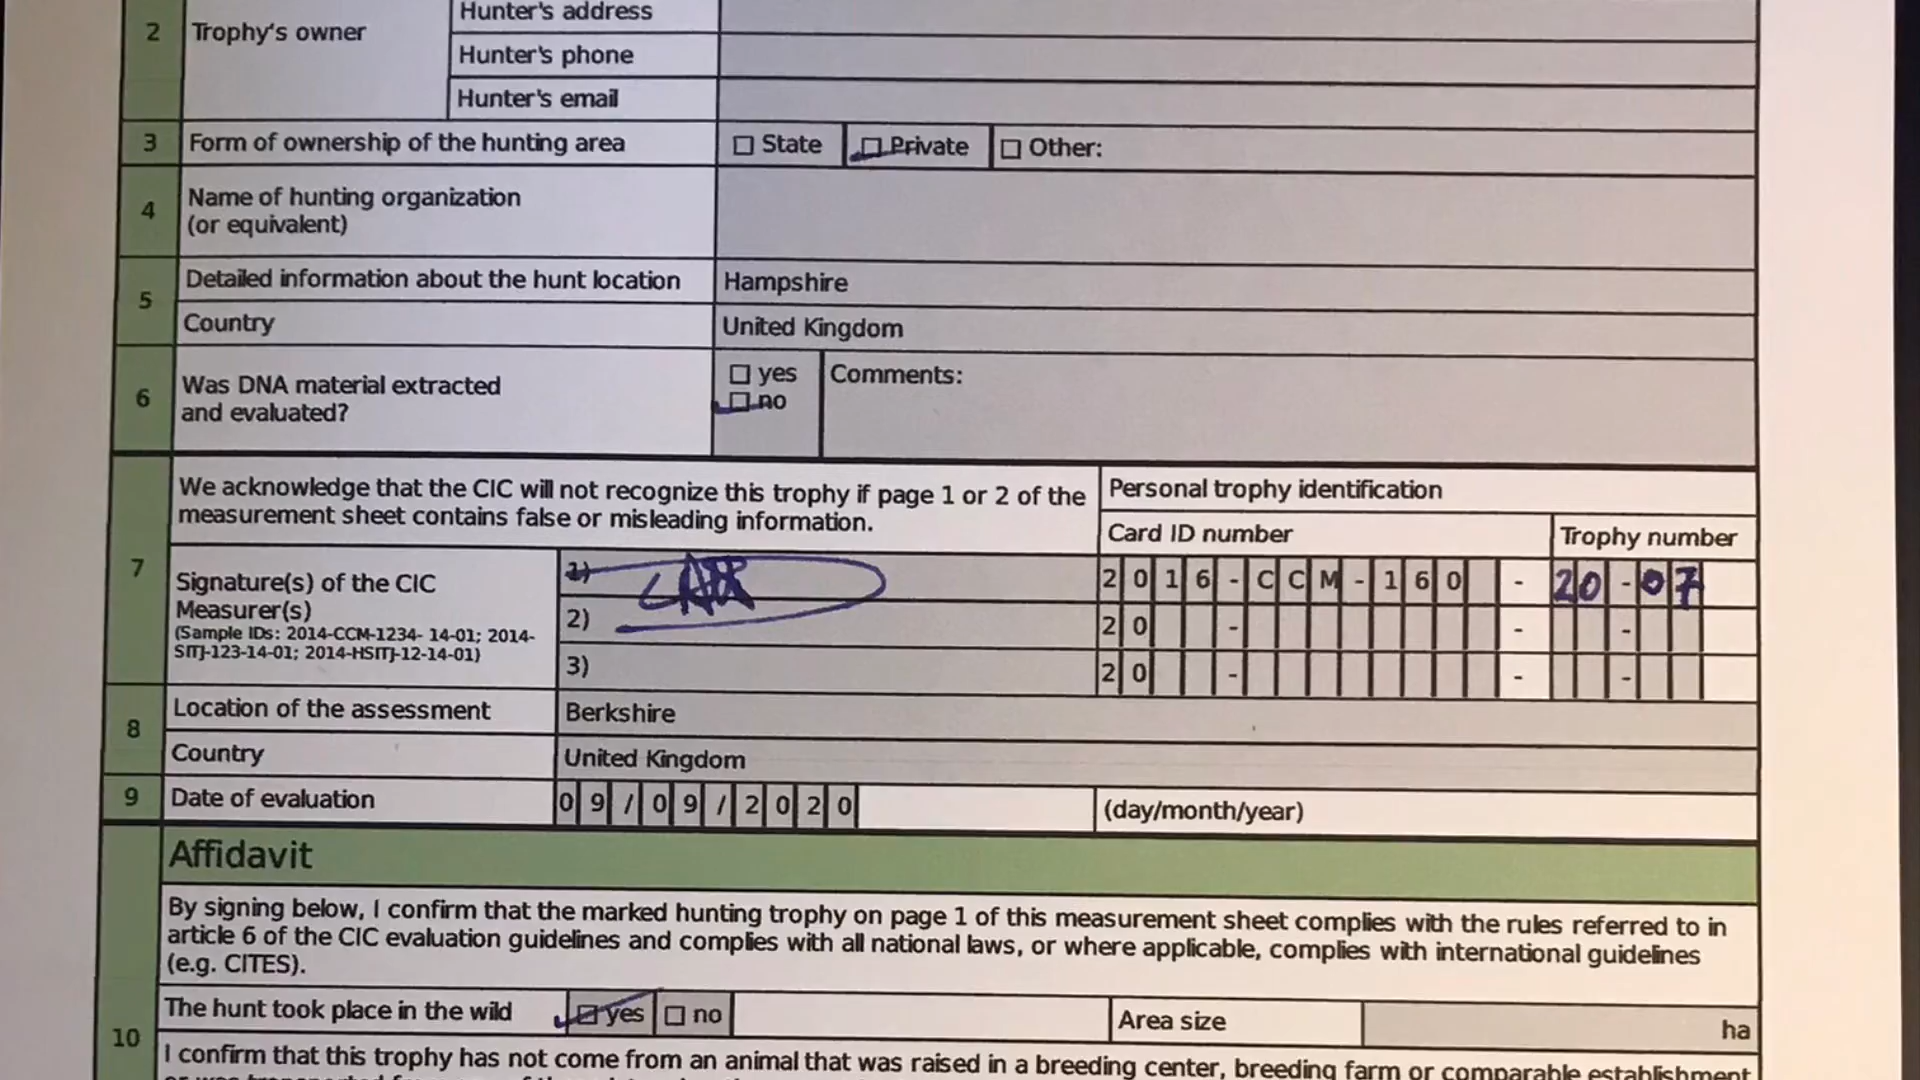 Hunter's address
2 Trophy's owner
Hunter's phone
Hunter's email
3 Form of ownership of the hunting area □ State □ Private □ Other:
4 Name of hunting organization
(or equivalent)
5 Detailed information about the hunt location Hampshire
Country United Kingdom
6 Was DNA material extracted
and evaluated?
□ yes
□ no
Comments:
7 We acknowledge that the CIC will not recognize this trophy if page 1 or 2 of the
measurement sheet contains false or misleading information.
Personal trophy identification
Card ID number Trophy number
Signature(s) of the CIC
Measurer(s)
(Sample IDs: 2014-CCM-1234- 14-01; 2014-
SITJ-123-14-01; 2014-HSITJ-12-14-01)
1) 2016-CCM-160 - 20-07
2) 20 - - -
3) 20 - - -
8 Location of the assessment Berkshire
Country United Kingdom
9 Date of evaluation 09/09/2020 (day/month/year)
Affidavit
By signing below, I confirm that the marked hunting trophy on page 1 of this measurement sheet complies with the rules referred to in
article 6 of the CIC evaluation guidelines and complies with all national laws, or where applicable, complies with international guidelines
(e.g. CITES).
10 The hunt took place in the wild □ yes □ no Area size ha
I confirm that this trophy has not come from an animal that was raised in a breeding center, breeding farm or comparable establishment